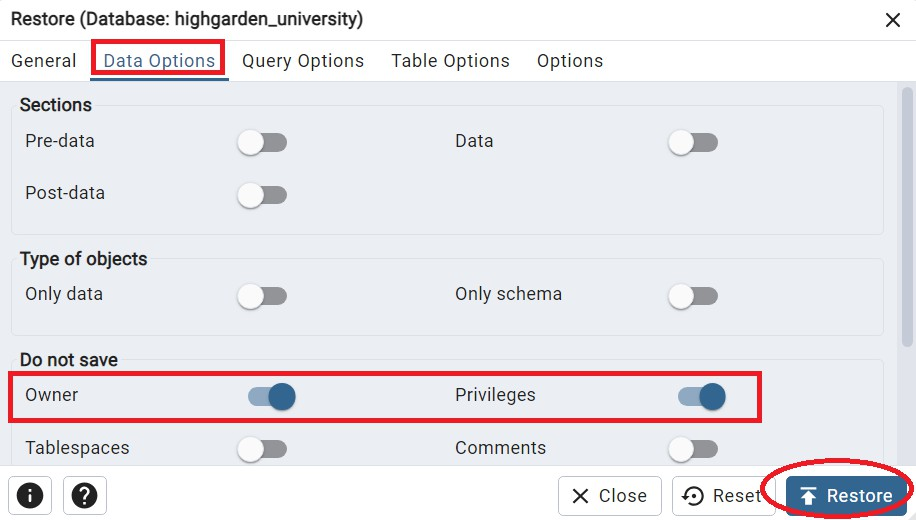 Restore (Database: highgarden_university)
General Data Options Query Options Table Options Options
Sections
Pre-data Data
Post-data
Type of objects
Only data Only schema
Do not save
Owner Privileges
Tablespaces Comments
Close Reset Restore